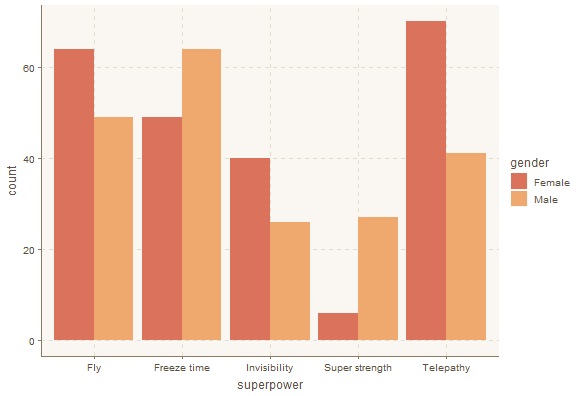 60
40
20
0
count
Fly
Freeze time
Invisibility
Super strength
Telepathy
superpower
gender
Female
Male